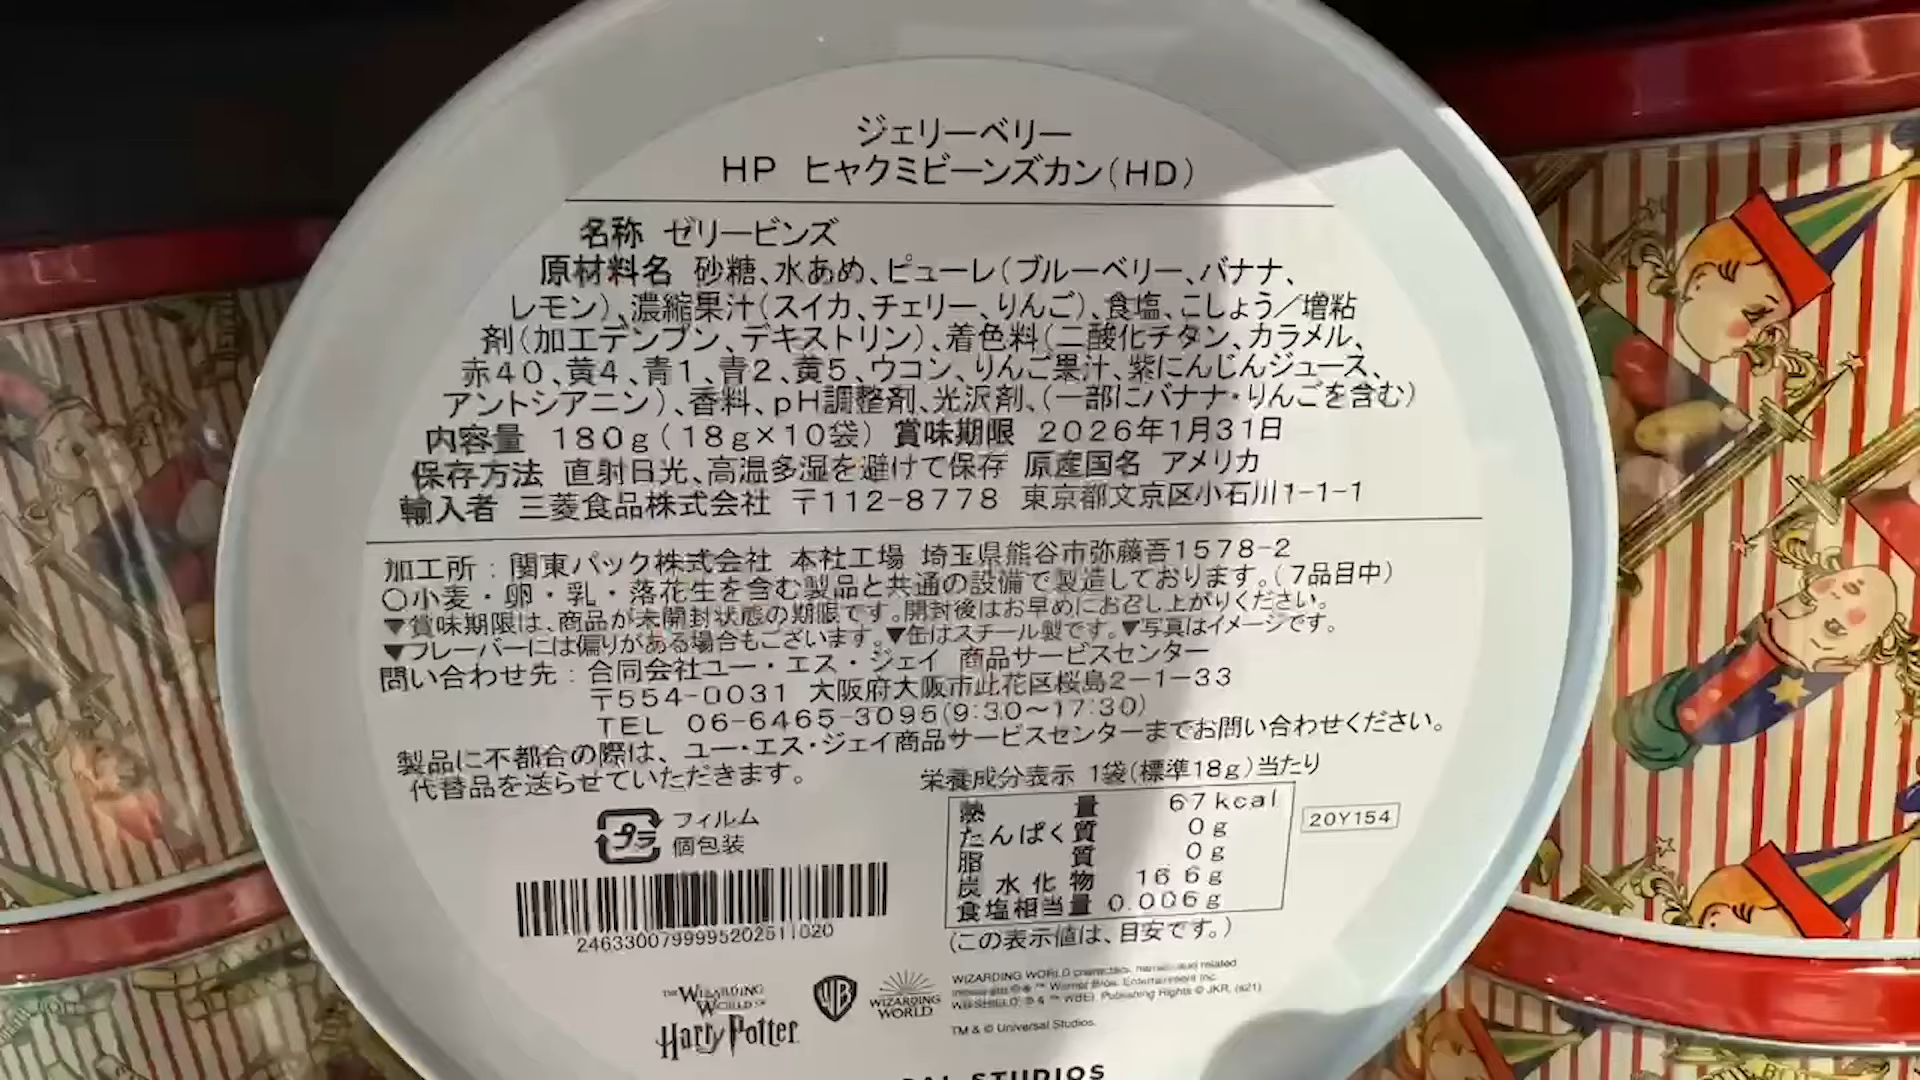 ジェリーベリー
HP ヒャクミビーンズカン(HD)
名称 ゼリービンズ
原材料名 砂糖、水あめ、ピューレ(ブルーベリー、バナナ、
レモン)、濃縮果汁(スイカ、チェリー、りんご)、食塩、こしょう/増粘
剤(加工デンプン、デキストリン)、着色料(二酸化チタン、カラメル、
赤40、黄4、青1、青2、黄5、ウコン、りんご果汁、紫にんじんジュース、
アントシアニン)、香料、pH調整剤、光沢剤、(一部にバナナ・りんごを含む)
内容量 180g(18g×10袋) 賞味期限 2026年1月31日
保存方法 直射日光、高温多湿を避けて保存 原産国名 アメリカ
輸入者 三菱食品株式会社 〒112-8778 東京都文京区小石川1-1-1
加工所:関東パック株式会社 本社工場 埼玉県熊谷市弥藤吾1578-2
○小麦・卵・乳・落花生を含む製品と共通の設備で製造しております。(7品目中)
▼賞味期限は、商品が未開封状態の期限です。開封後はお早めにお召し上がりください。
▼フレーバーには偏りがある場合もございます。▼缶はスチール製です。▼写真はイメージです。
問い合わせ先:合同会社ユー・エス・ジェイ 商品サービスセンター
〒554-0031 大阪府大阪市此花区桜島2-1-33
TEL 06-6465-3095(9:30~17:30)
製品に不都合の際は、ユー・エス・ジェイ商品サービスセンターまでお問い合わせください。
代替品を送らせていただきます。
栄養成分表示 1袋(標準18g)当たり
熱量 67kcal
たんぱく質 0g
脂質 0g
炭水化物 16.6g
食塩相当量 0.006g
(この表示値は、目安です。)
20Y154
プラ
フィルム
個包装
2463300799995202511020
THE WIZARDING WORLD OF
Harry Potter
WB
WIZARDING
WORLD
WIZARDING WORLD characters, names and related
™ Warner Bros. Entertainment Inc.
WB SHIELD: ™ WBEI. Publishing Rights © JKR. (s21)
TM & © Universal Studios.
STUDIOS